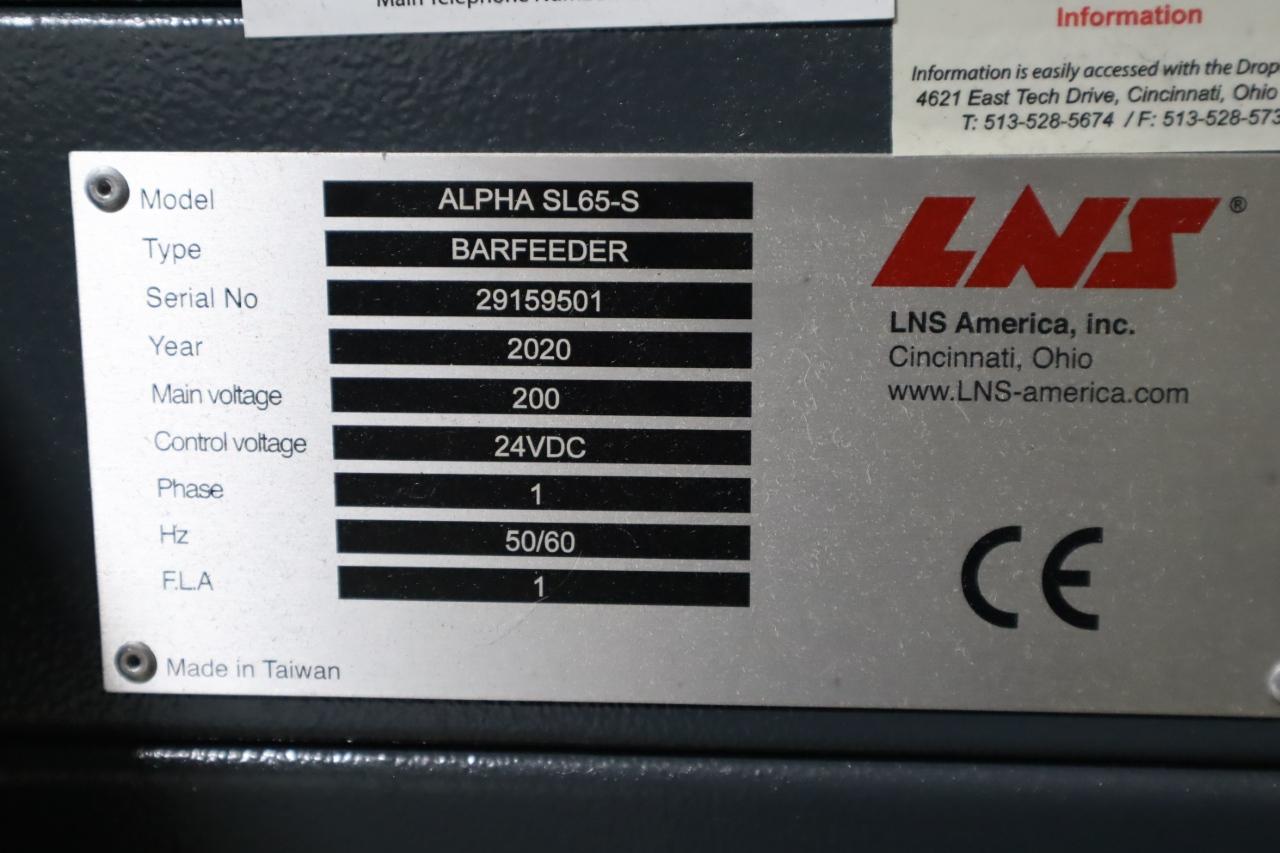 Main Telephone
Information
Information is easily accessed with the Drop
4621 East Tech Drive, Cincinnati, Ohio
T: 513-528-5674 / F: 513-528-573
Model ALPHA SL65-S
Type BARFEEDER
Serial No 29159501
Year 2020
Main voltage 200
Control voltage 24VDC
Phase 1
Hz 50/60
F.L.A 1
Made in Taiwan
LNS®
LNS America, inc.
Cincinnati, Ohio
www.LNS-america.com
CE